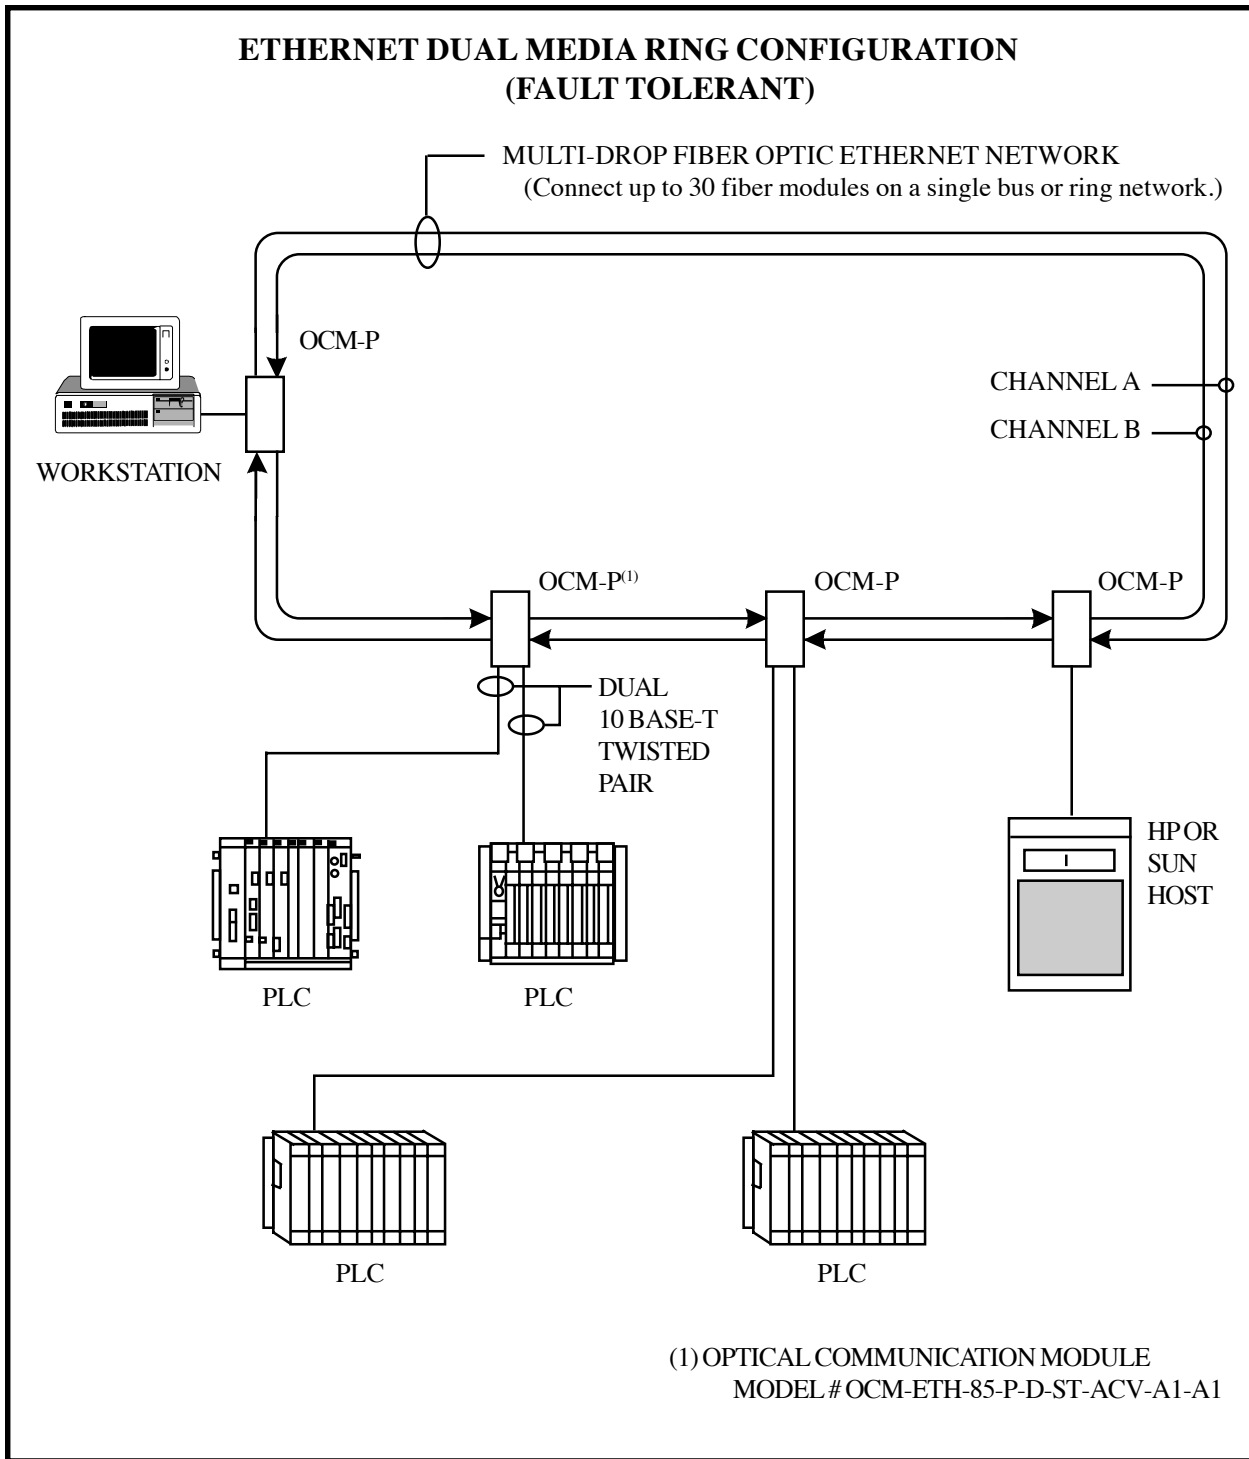 ETHERNET DUAL MEDIA RING CONFIGURATION
(FAULT TOLERANT)
MULTI-DROP FIBER OPTIC ETHERNET NETWORK
(Connect up to 30 fiber modules on a single bus or ring network.)
OCM-P
CHANNEL A
CHANNEL B
WORKSTATION
OCM-P(1)
OCM-P
OCM-P
DUAL
10 BASE-T
TWISTED
PAIR
HP OR
SUN
HOST
PLC
PLC
PLC
PLC
(1) OPTICAL COMMUNICATION MODULE
MODEL # OCM-ETH-85-P-D-ST-ACV-A1-A1